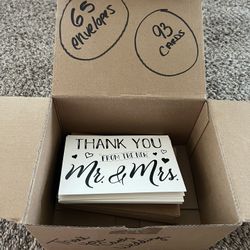 65
envelopes
93
CARDS
THANK YOU
FROM THE NEW
Mr. & Mrs.